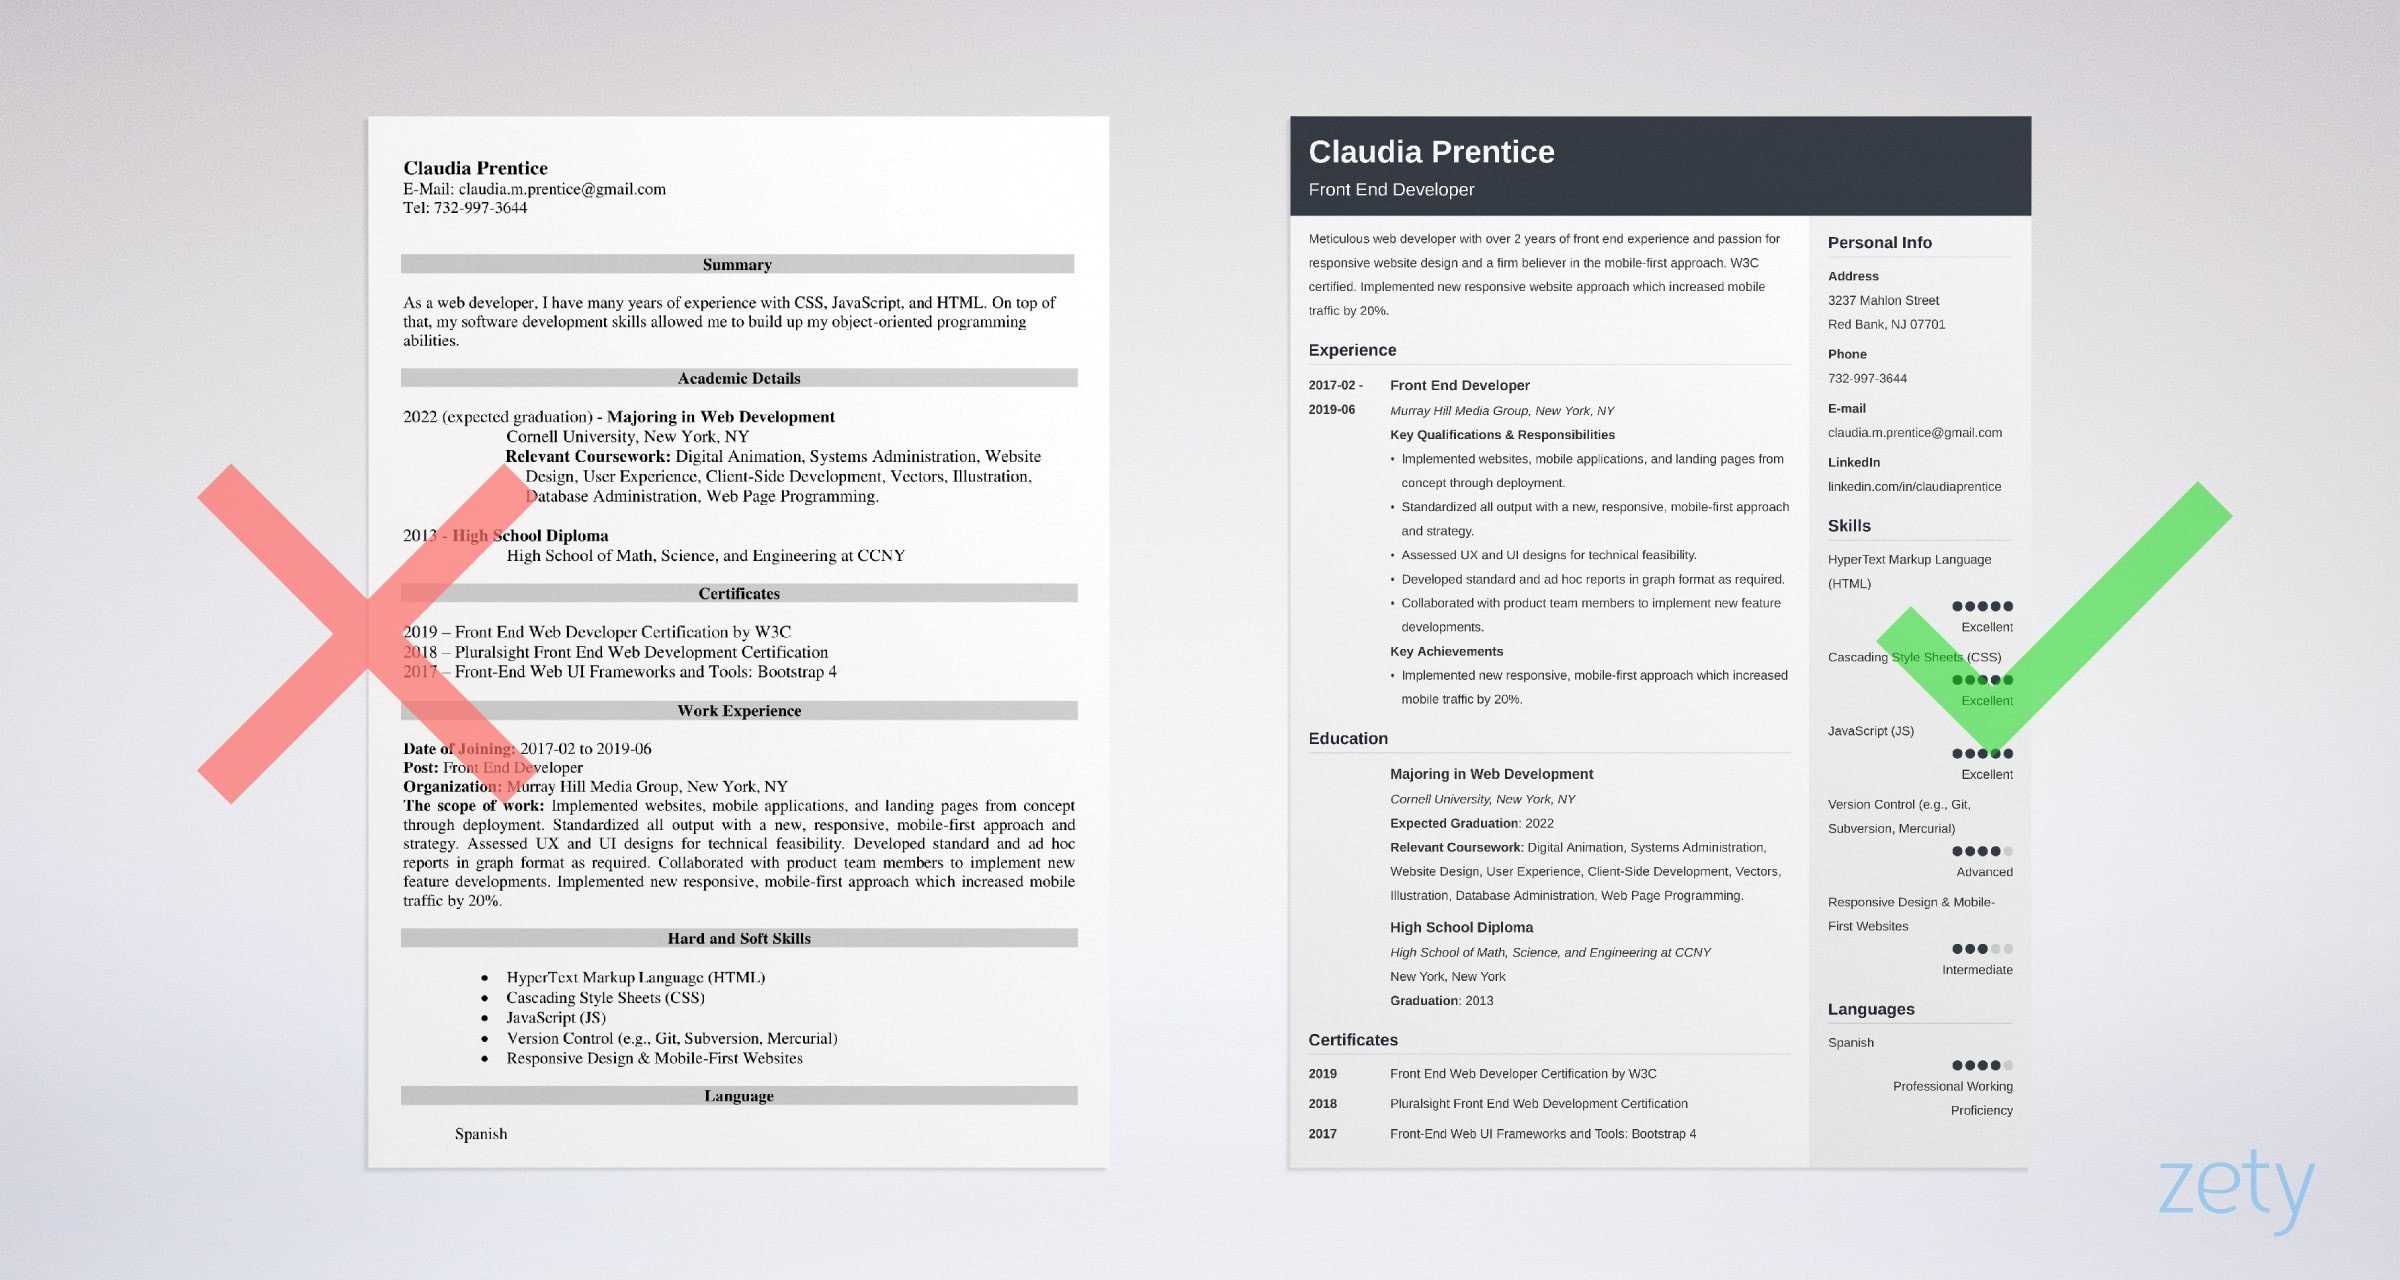 Claudia Prentice
E-Mail: claudia.m.prentice@gmail.com
Tel: 732-997-3644
Summary
As a web developer, I have many years of experience with CSS, JavaScript, and HTML. On top of
that, my software development skills allowed me to build up my object-oriented programming
abilities.
Academic Details
2022 (expected graduation) - Majoring in Web Development
Cornell University, New York, NY
Relevant Coursework: Digital Animation, Systems Administration, Website
Design, User Experience, Client-Side Development, Vectors, Illustration,
Database Administration, Web Page Programming.
2013 - High School Diploma
High School of Math, Science, and Engineering at CCNY
Certificates
2019 – Front End Web Developer Certification by W3C
2018 – Pluralsight Front End Web Development Certification
2017 – Front-End Web UI Frameworks and Tools: Bootstrap 4
Work Experience
Date of Joining: 2017-02 to 2019-06
Post: Front End Developer
Organization: Murray Hill Media Group, New York, NY
The scope of work: Implemented websites, mobile applications, and landing pages from concept
through deployment. Standardized all output with a new, responsive, mobile-first approach and
strategy. Assessed UX and UI designs for technical feasibility. Developed standard and ad hoc
reports in graph format as required. Collaborated with product team members to implement new
feature developments. Implemented new responsive, mobile-first approach which increased mobile
traffic by 20%.
Hard and Soft Skills
• HyperText Markup Language (HTML)
• Cascading Style Sheets (CSS)
• JavaScript (JS)
• Version Control (e.g., Git, Subversion, Mercurial)
• Responsive Design & Mobile-First Websites
Language
Spanish
Claudia Prentice
Front End Developer
Meticulous web developer with over 2 years of front end experience and passion for
responsive website design and a firm believer in the mobile-first approach. W3C
certified. Implemented new responsive website approach which increased mobile
traffic by 20%.
Experience
2017-02 -
2019-06
Front End Developer
Murray Hill Media Group, New York, NY
Key Qualifications & Responsibilities
• Implemented websites, mobile applications, and landing pages from
concept through deployment.
• Standardized all output with a new, responsive, mobile-first approach
and strategy.
• Assessed UX and UI designs for technical feasibility.
• Developed standard and ad hoc reports in graph format as required.
• Collaborated with product team members to implement new feature
developments.
Key Achievements
• Implemented new responsive, mobile-first approach which increased
mobile traffic by 20%.
Education
Majoring in Web Development
Cornell University, New York, NY
Expected Graduation: 2022
Relevant Coursework: Digital Animation, Systems Administration,
Website Design, User Experience, Client-Side Development, Vectors,
Illustration, Database Administration, Web Page Programming.
High School Diploma
High School of Math, Science, and Engineering at CCNY
New York, New York
Graduation: 2013
Certificates
2019 Front End Web Developer Certification by W3C
2018 Pluralsight Front End Web Development Certification
2017 Front-End Web UI Frameworks and Tools: Bootstrap 4
Personal Info
Address
3237 Mahlon Street
Red Bank, NJ 07701
Phone
732-997-3644
E-mail
claudia.m.prentice@gmail.com
LinkedIn
linkedin.com/in/claudiaprentice
Skills
HyperText Markup Language
(HTML)
Excellent
Cascading Style Sheets (CSS)
Excellent
JavaScript (JS)
Excellent
Version Control (e.g., Git,
Subversion, Mercurial)
Advanced
Responsive Design & Mobile-
First Websites
Intermediate
Languages
Spanish
Professional Working
Proficiency
zety